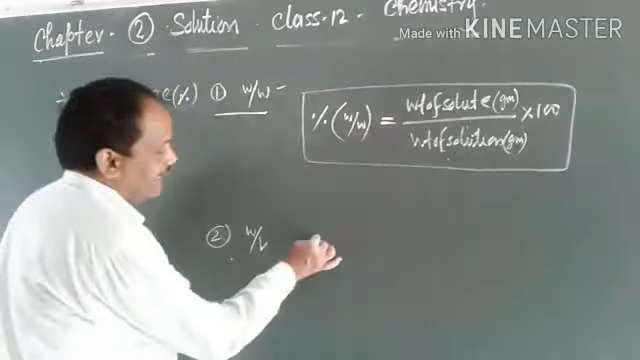 Chapter. ② Solution. Class-12 Chemistry.
Made with KINEMASTER
e(%) ① W/W -
% (W/W) = wt of solute (gm) / wt of solution (gm) × 100
② W/V